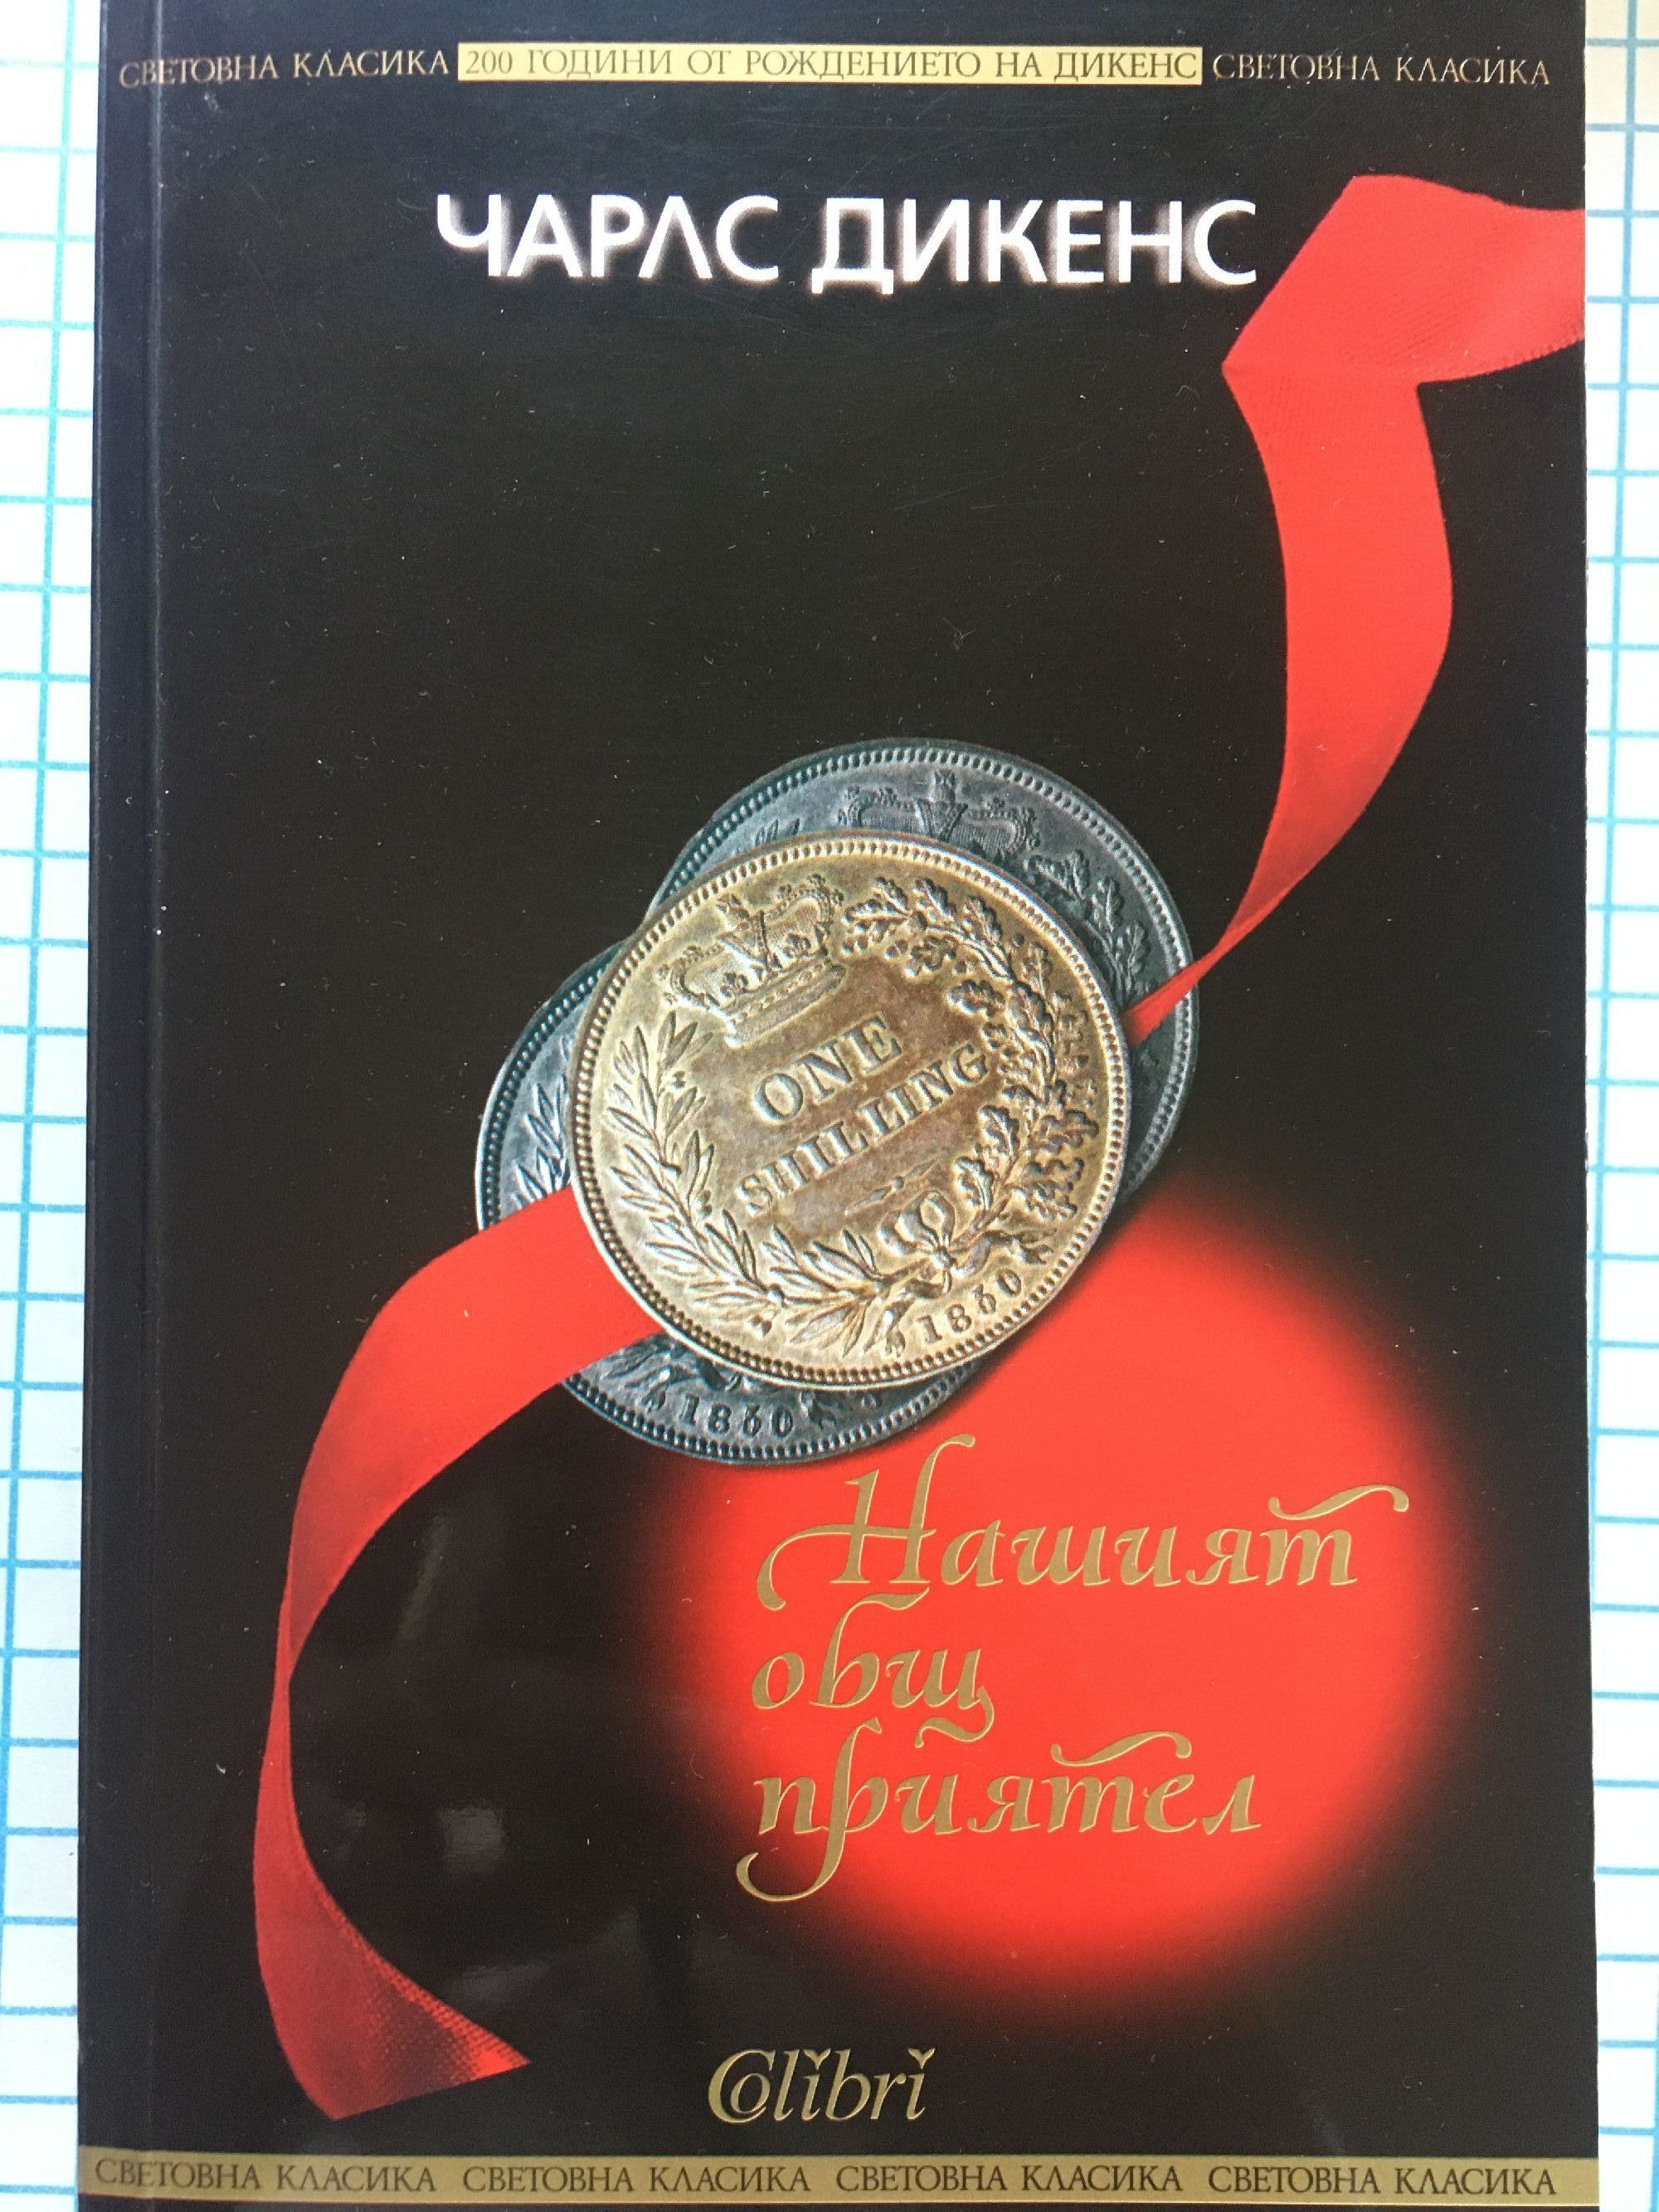 СВЕТОВНА КЛАСИКА 200 ГОДИНИ ОТ РОЖДЕНИЕТО НА ДИКЕНС СВЕТОВНА КЛАСИКА
ЧАРЛС ДИКЕНС
ONE
SHILLING
1860
1860
Нашият
общ
приятел
Colibri
СВЕТОВНА КЛАСИКА СВЕТОВНА КЛАСИКА СВЕТОВНА КЛАСИКА СВЕТОВНА КЛАСИКА